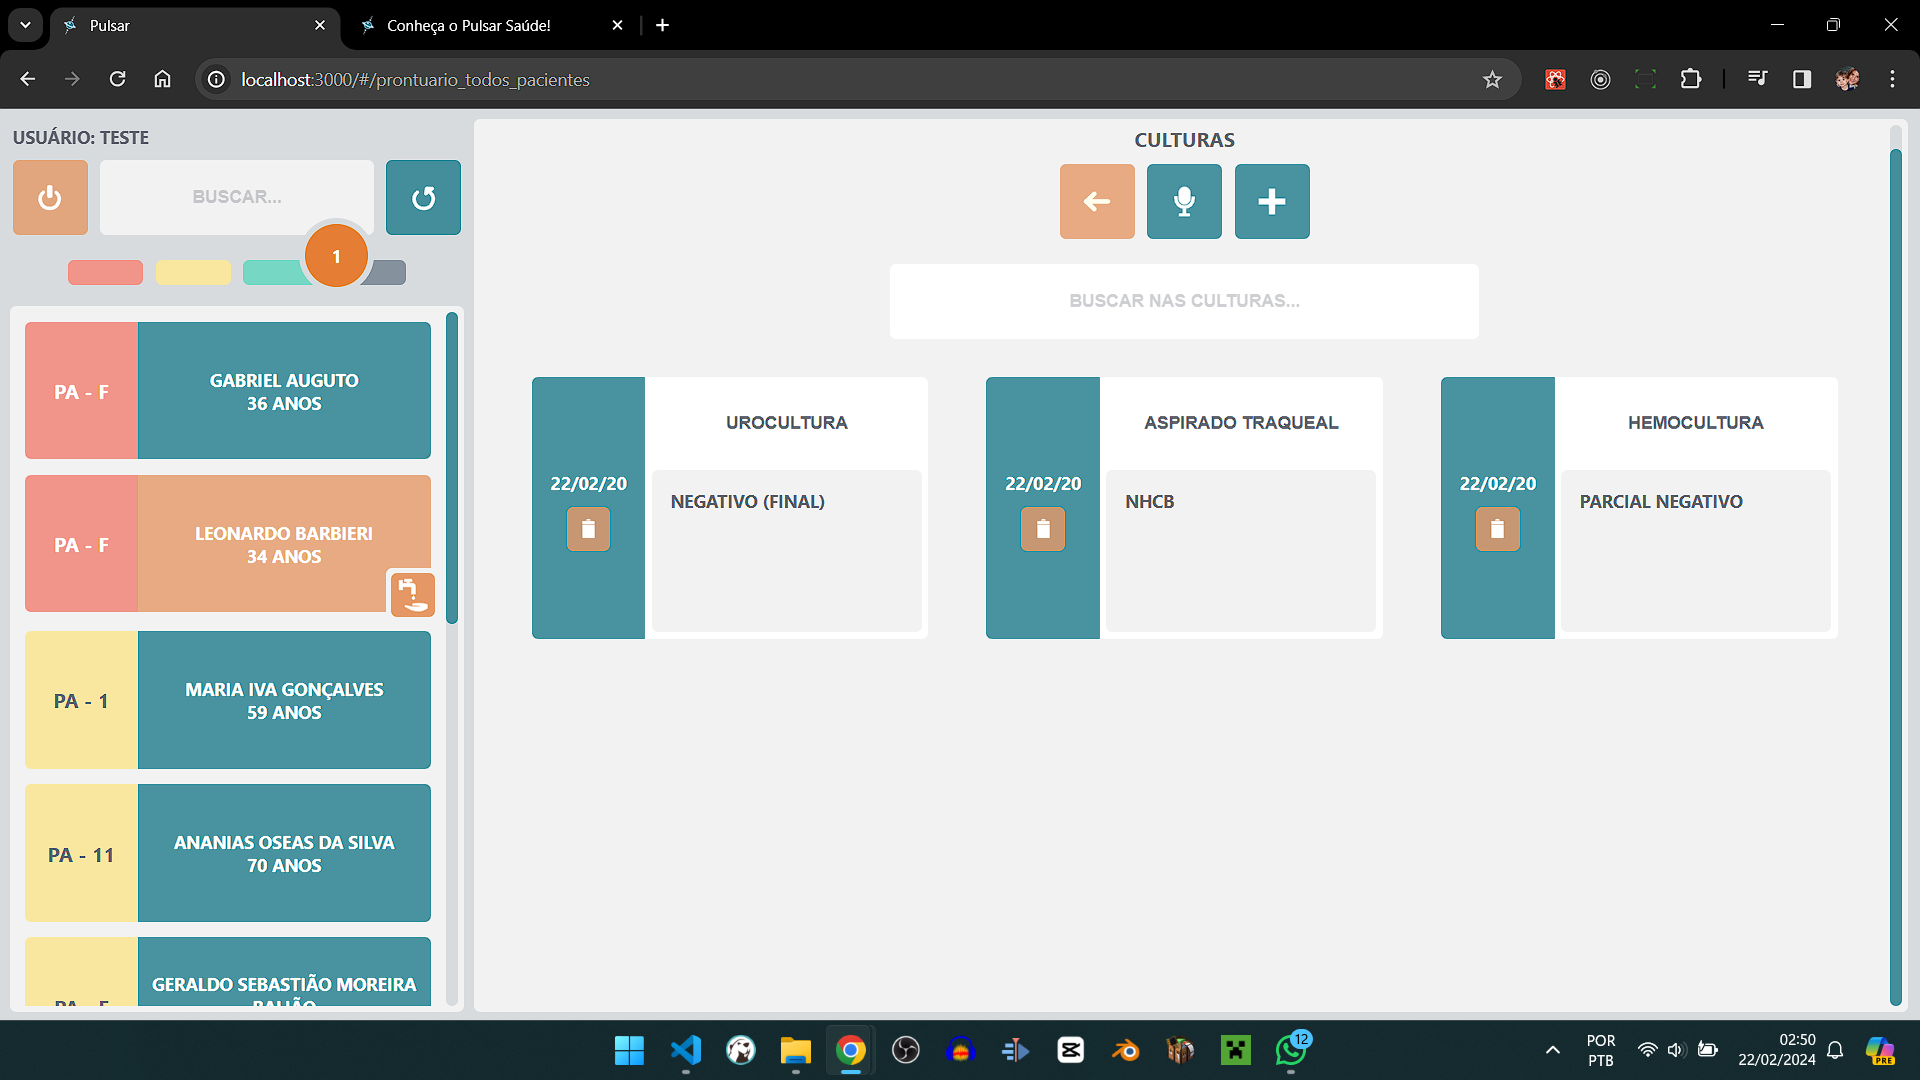 Pulsar
Conheça o Pulsar Saúde!
localhost:3000/#/prontuario_todos_pacientes
USUÁRIO: TESTE
BUSCAR...
1
PA - F
GABRIEL AUGUTO
36 ANOS
PA - F
LEONARDO BARBIERI
34 ANOS
PA - 1
MARIA IVA GONÇALVES
59 ANOS
PA - 11
ANANIAS OSEAS DA SILVA
70 ANOS
GERALDO SEBASTIÃO MOREIRA
CULTURAS
BUSCAR NAS CULTURAS...
22/02/20
UROCULTURA
NEGATIVO (FINAL)
22/02/20
ASPIRADO TRAQUEAL
NHCB
22/02/20
HEMOCULTURA
PARCIAL NEGATIVO
12
POR
PTB
02:50
22/02/2024
PRE